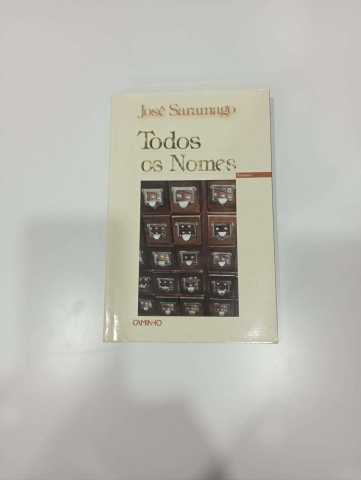 José Saramago
Todos
os Nomes
CAMINHO